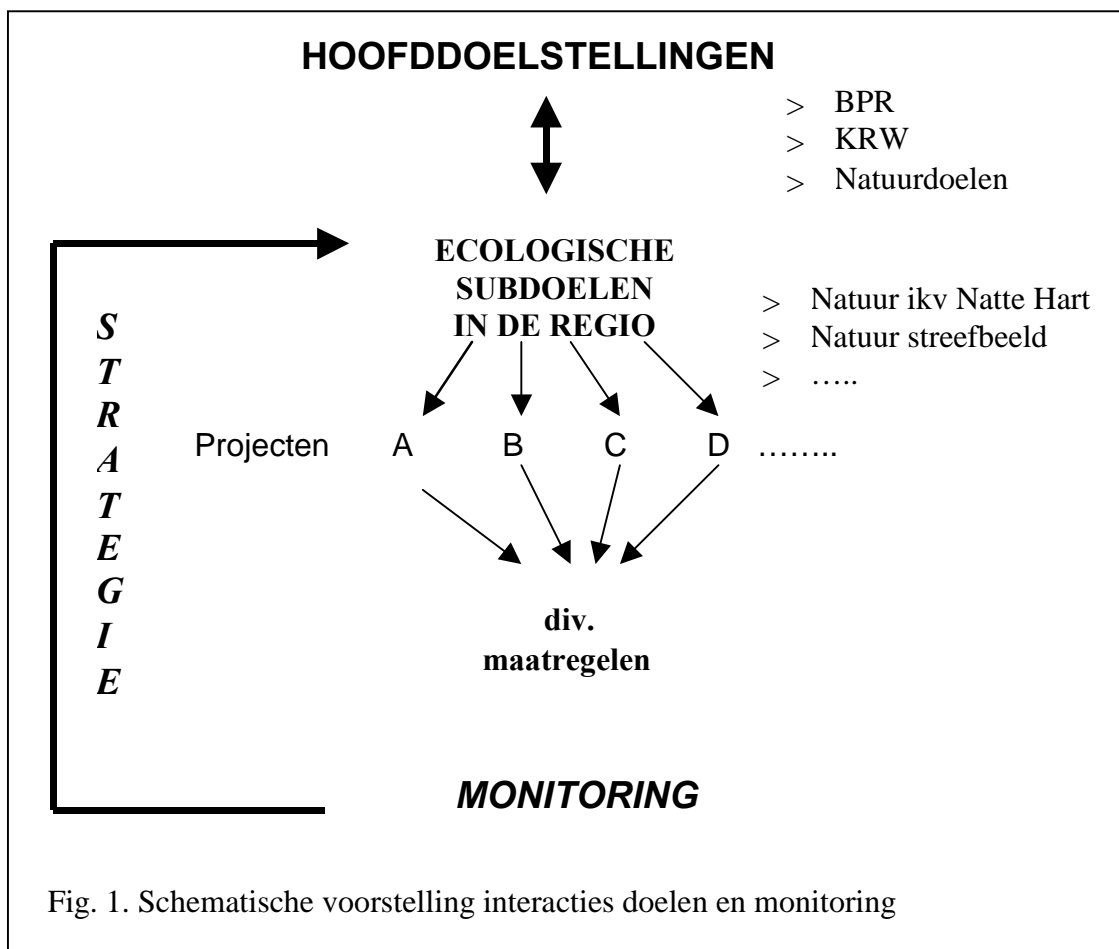 HOOFDDOELSTELLINGEN
> BPR
> KRW
> Natuurdoelen
ECOLOGISCHE
SUBDOELEN
IN DE REGIO
> Natuur ikv Natte Hart
> Natuur streefbeeld
> …..
STRATEGIE
Projecten A B C D ……..
div.
maatregelen
MONITORING
Fig. 1. Schematische voorstelling interacties doelen en monitoring